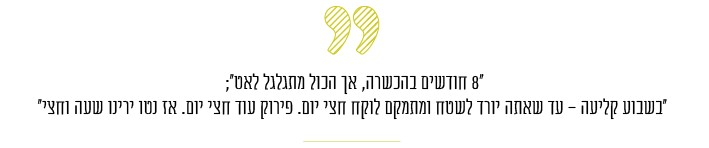 "8 חודשים בהכשרה, אך הכול מתגלגל לאט";
"בשבוע קליעה – עד שאתה יורד לשטח ומתמקם לוקח חצי יום. פירוק עוד חצי יום. אז נטו ירינו שעה וחצי"